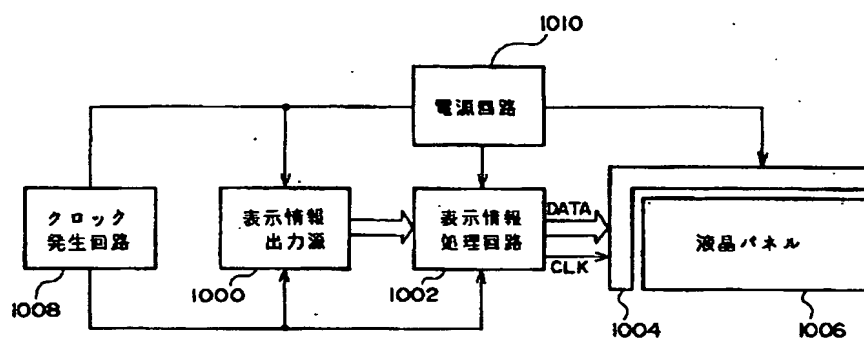 1010
電源回路
クロック
発生回路
表示情報
出力源
表示情報
処理回路
DATA
CLK
液晶パネル
1008
1000
1002
1004
1006